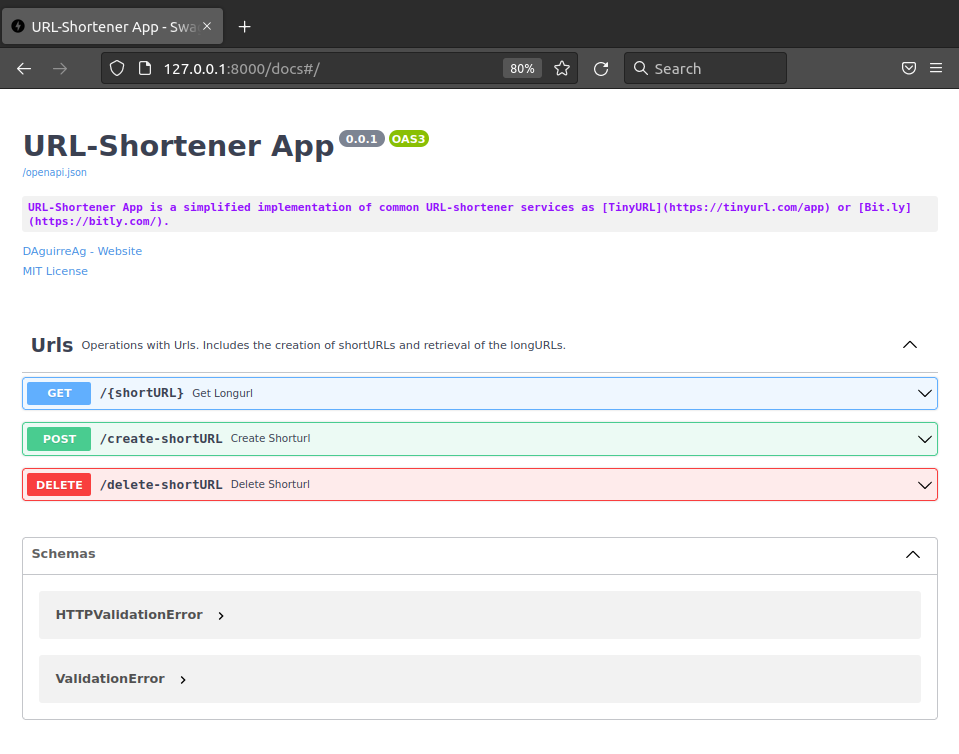 URL-Shortener App - Swa
127.0.0.1:8000/docs#/
80%
Search
URL-Shortener App 0.0.1 OAS3
/openapi.json
URL-Shortener App is a simplified implementation of common URL-shortener services as [TinyURL](https://tinyurl.com/app) or [Bit.ly]
(https://bitly.com/).
DAguirreAg - Website
MIT License
Urls Operations with Urls. Includes the creation of shortURLs and retrieval of the longURLs.
GET /{shortURL} Get Longurl
POST /create-shortURL Create Shorturl
DELETE /delete-shortURL Delete Shorturl
Schemas
HTTPValidationError
ValidationError